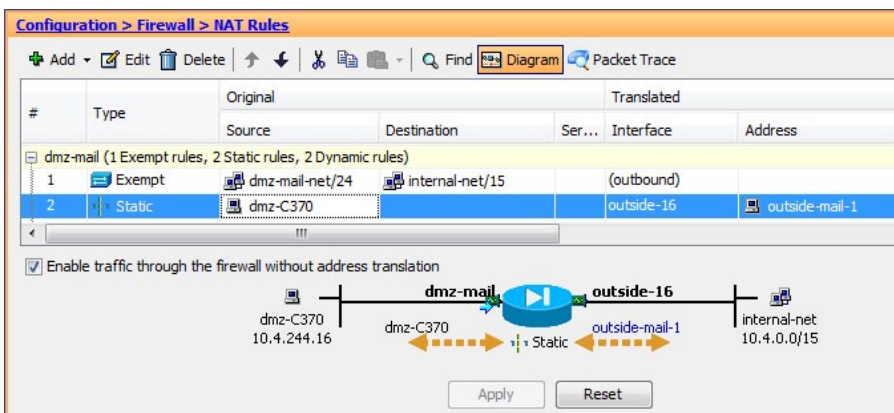 Configuration > Firewall > NAT Rules
Add Edit Delete Find Diagram Packet Trace
# Type Original Translated
Source Destination Ser... Interface Address
dmz-mail (1 Exempt rules, 2 Static rules, 2 Dynamic rules)
1 Exempt dmz-mail-net/24 internal-net/15 (outbound)
2 Static dmz-C370 outside-16 outside-mail-1
Enable traffic through the firewall without address translation
dmz-mail outside-16
dmz-C370 dmz-C370 Static outside-mail-1 internal-net
10.4.244.16 10.4.0.0/15
Apply Reset